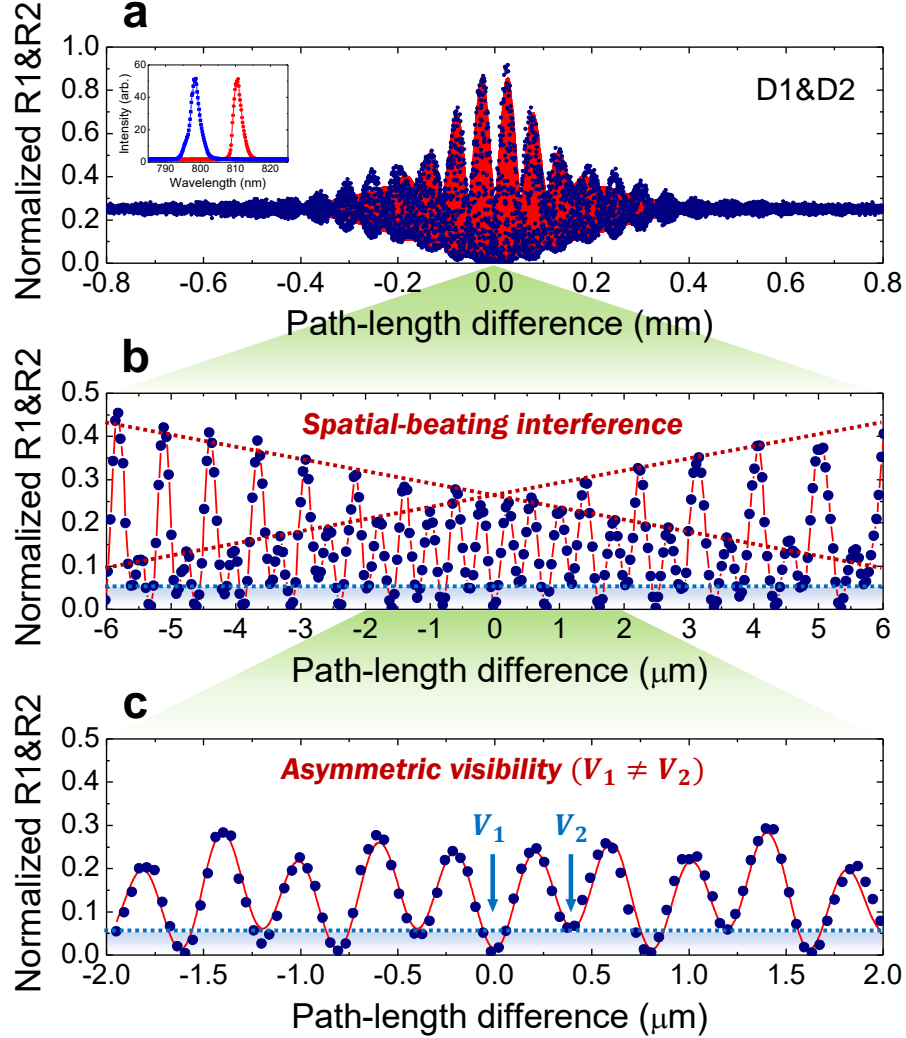 a
Normalized R1&R2
1.0
0.8
0.6
0.4
0.2
0.0
D1&D2
Intensity (arb.)
60
40
20
0
790 800 810 820
Wavelength (nm)
-0.8 -0.6 -0.4 -0.2 0.0 0.2 0.4 0.6 0.8
Path-length difference (mm)
b
Normalized R1&R2
0.5
0.4
0.3
0.2
0.1
0.0
Spatial-beating interference
-6 -5 -4 -3 -2 -1 0 1 2 3 4 5 6
Path-length difference (μm)
c
Normalized R1&R2
0.5
0.4
0.3
0.2
0.1
0.0
Asymmetric visibility (V₁ ≠ V₂)
V₁ V₂
-2.0 -1.5 -1.0 -0.5 0.0 0.5 1.0 1.5 2.0
Path-length difference (μm)